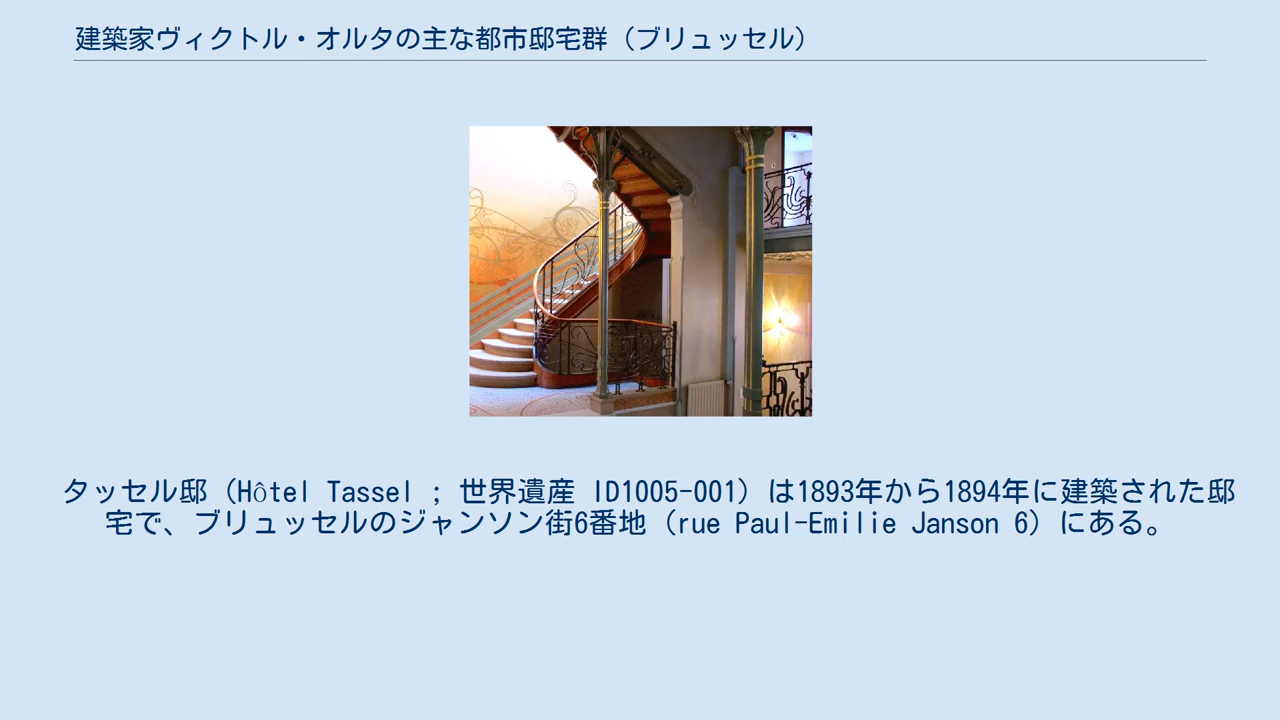 建築家ヴィクトル・オルタの主な都市邸宅群（ブリュッセル）
タッセル邸（Hôtel Tassel ; 世界遺産 ID1005-001）は1893年から1894年に建築された邸
宅で、ブリュッセルのジャンソン街6番地（rue Paul-Emilie Janson 6）にある。